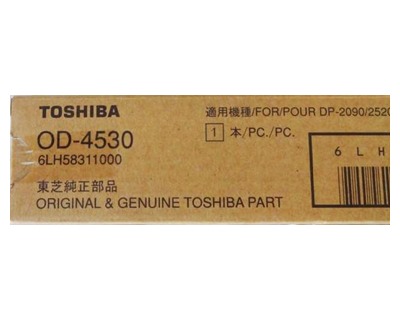 TOSHIBA
OD-4530
6LH58311000
東芝純正部品
ORIGINAL & GENUINE TOSHIBA PART
適用機種/FOR/POUR DP-2090/2520
1 本/PC./PC.
6 L H